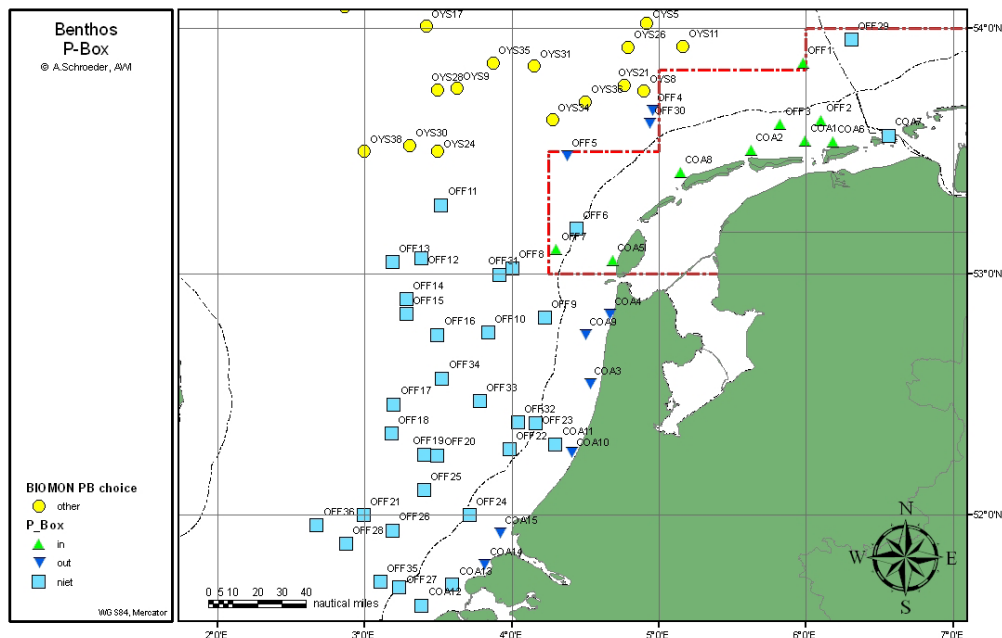 Benthos
P-Box
© A.Schroeder, AWI
BIOMON PB choice
other
P_Box
in
out
niet
WGS84, Mercator
OYS17
OYS5
OYS26
OYS11
54°0'N
OFF29
OYS35
OYS31
OFF1
OYS28
OYS9
OYS21
OYS8
OYS36
OFF4
OYS34
OFF30
OFF3
OFF2
OYS38
OYS30
OYS24
OFF5
COA2
COA1
COA6
COA7
COA8
OFF11
OFF6
OFF7
COA5
OFF13
OFF12
OFF31
OFF8
53°0'N
OFF14
OFF15
OFF16
OFF10
OFF9
COA4
COA9
OFF34
COA3
OFF17
OFF33
OFF18
OFF32
OFF23
OFF19
OFF20
OFF22
COA11
COA10
OFF25
OFF36
OFF21
OFF24
52°0'N
OFF28
OFF26
COA15
N
W
E
S
OFF35
OFF27
COA13
COA14
COA12
0 5 10 20 30 40
nautical miles
2°0'E
3°0'E
4°0'E
5°0'E
6°0'E
7°0'E